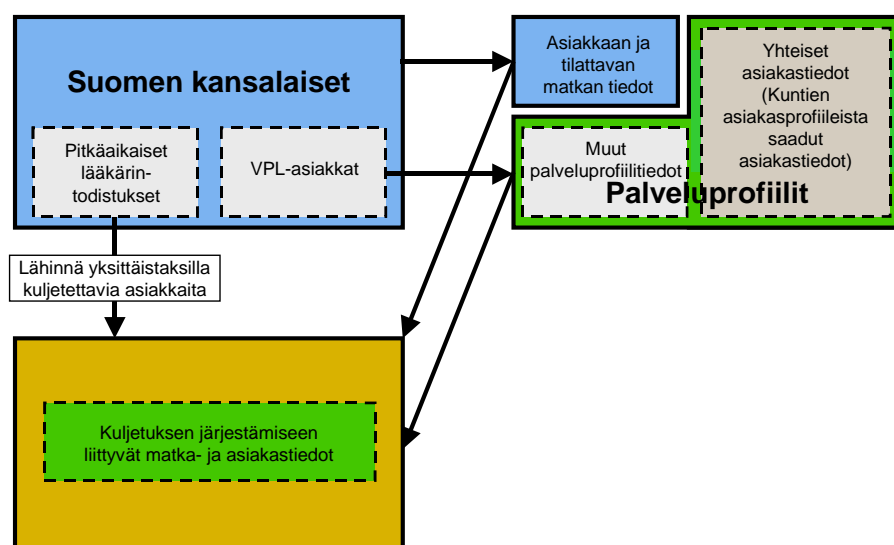 Suomen kansalaiset
Pitkäaikaiset
lääkärin-
todistukset
VPL-asiakkat
Asiakkaan ja
tilattavan
matkan tiedot
Yhteiset
asiakastiedot
(Kuntien
asiakasprofiileista
saadut
asiakastiedot)
Muut
palveluprofiilitiedot
Palveluprofiilit
Lähinnä yksittäistaksilla
kuljetettavia asiakkaita
Kuljetuksen järjestämiseen
liittyvät matka- ja asiakastiedot